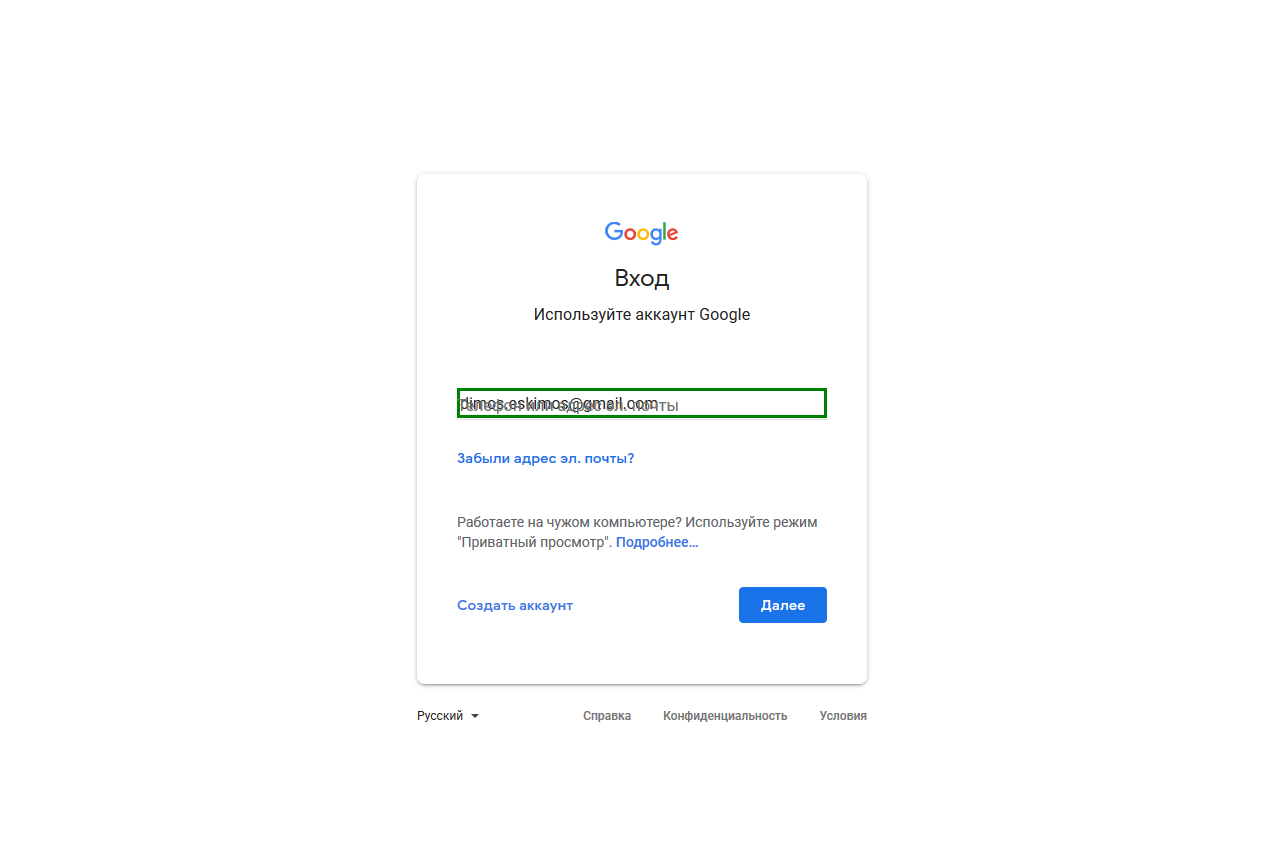 Google
Вход
Используйте аккаунт Google
dimos.eskimos@gmail.com
Телефон или адрес эл. почты
Забыли адрес эл. почты?
Работаете на чужом компьютере? Используйте режим
"Приватный просмотр". Подробнее…
Создать аккаунт
Далее
Русский
Справка
Конфиденциальность
Условия